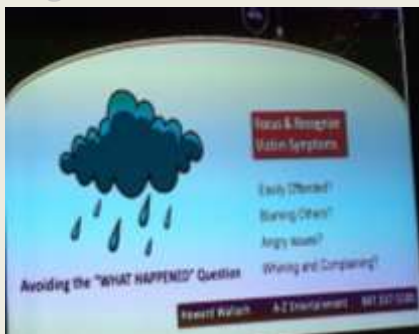 Focus & Recognize
Victim Symptoms
Easily Offended?
Blaming Others?
Angry Issues?
Whining and Complaining?
Avoiding the "WHAT HAPPENED" Question
Howard Wallach A-Z Entertainment 847